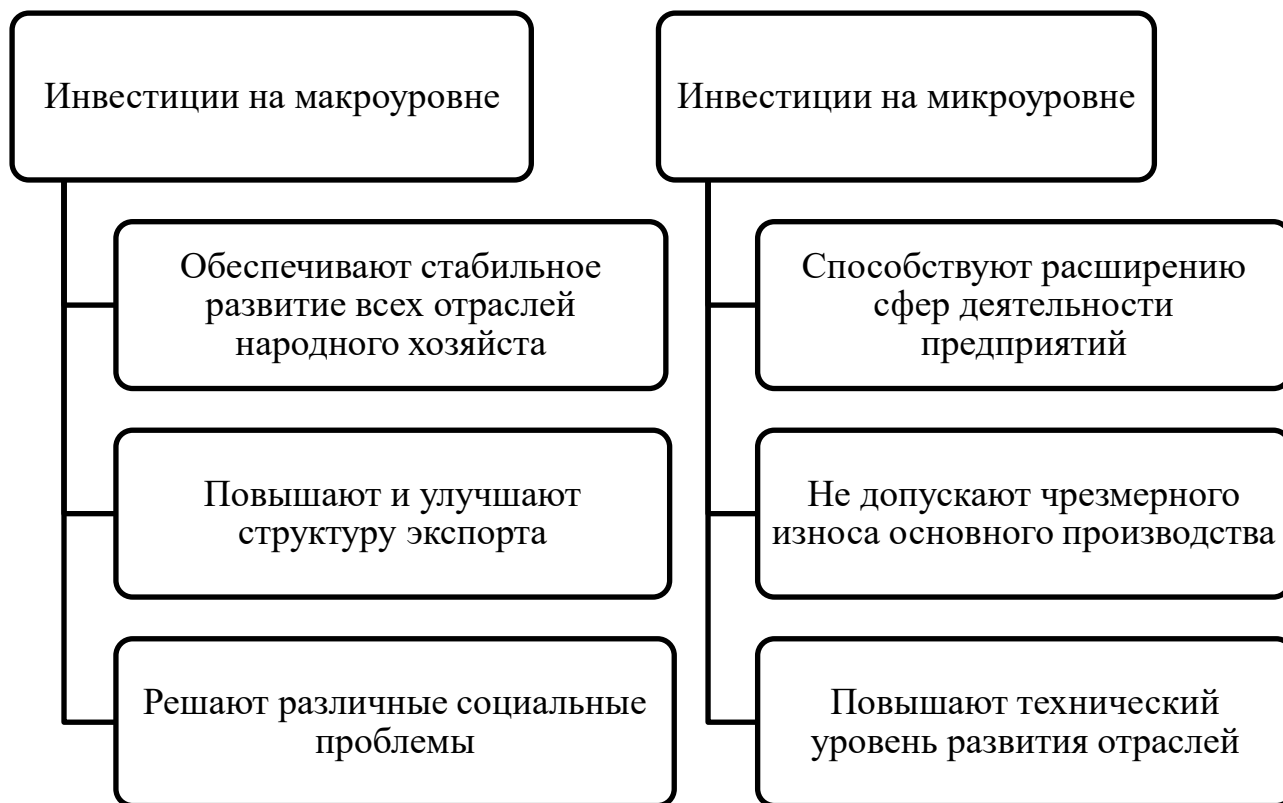 Инвестиции на макроуровне
Обеспечивают стабильное
развитие всех отраслей
народного хозяйста
Повышают и улучшают
структуру экспорта
Решают различные социальные
проблемы
Инвестиции на микроуровне
Способствуют расширению
сфер деятельности
предприятий
Не допускают чрезмерного
износа основного производства
Повышают технический
уровень развития отраслей